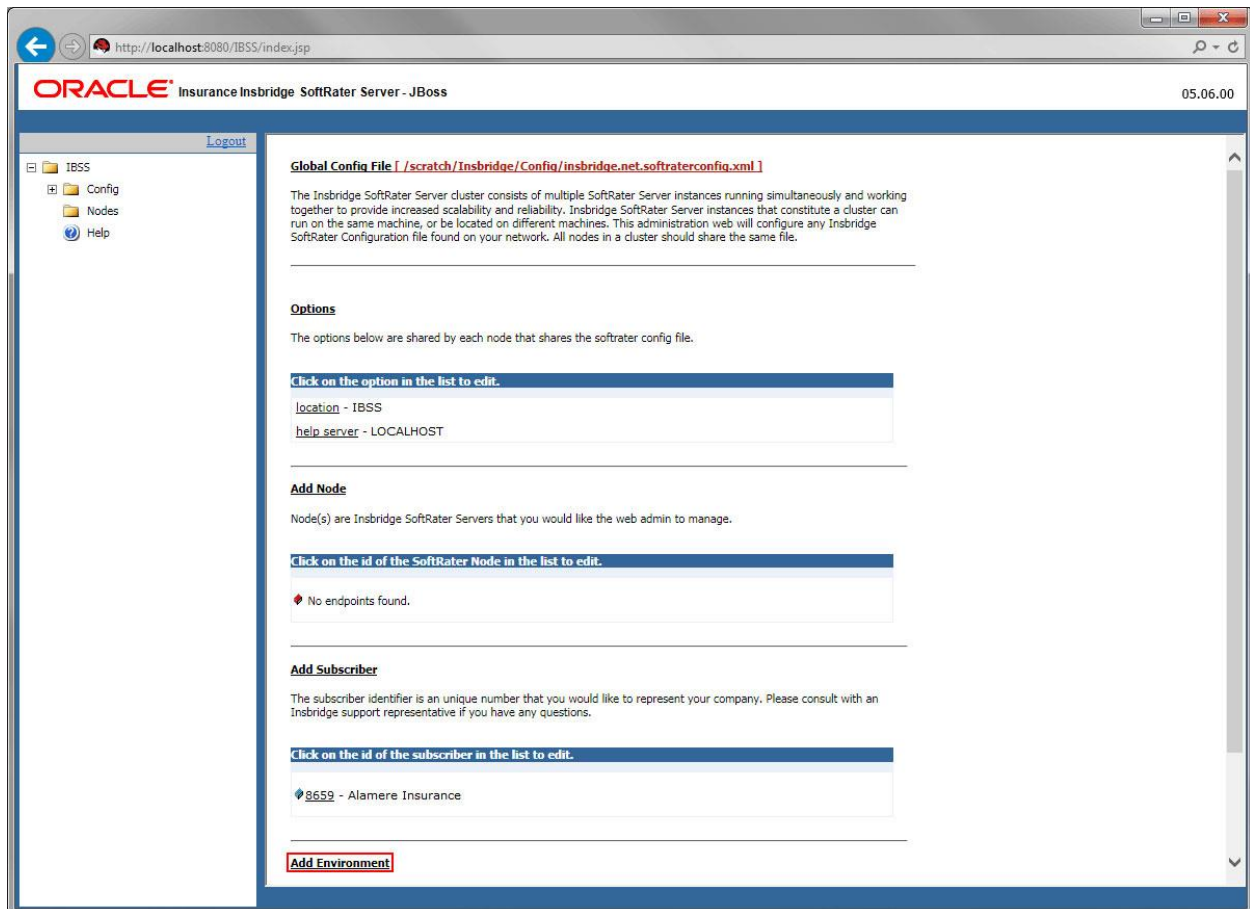 http://localhost:8080/IBSS/index.jsp
ORACLE Insurance Insbridge SoftRater Server - JBoss
05.06.00
Logout
IBSS
Config
Nodes
Help
Global Config File [ /scratch/Insbridge/Config/insbridge.net.softraterconfig.xml ]
The Insbridge SoftRater Server cluster consists of multiple SoftRater Server instances running simultaneously and working
together to provide increased scalability and reliability. Insbridge SoftRater Server instances that constitute a cluster can
run on the same machine, or be located on different machines. This administration web will configure any Insbridge
SoftRater Configuration file found on your network. All nodes in a cluster should share the same file.
Options
The options below are shared by each node that shares the softrater config file.
Click on the option in the list to edit.
location - IBSS
help server - LOCALHOST
Add Node
Node(s) are Insbridge SoftRater Servers that you would like the web admin to manage.
Click on the id of the SoftRater Node in the list to edit.
No endpoints found.
Add Subscriber
The subscriber identifier is an unique number that you would like to represent your company. Please consult with an
Insbridge support representative if you have any questions.
Click on the id of the subscriber in the list to edit.
8659 - Alamere Insurance
Add Environment